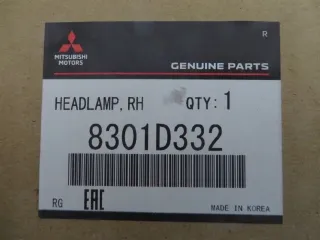 R
MITSUBISHI
MOTORS
GENUINE PARTS
HEADLAMP, RH QTY: 1
8301D332
RG EAC MADE IN KOREA